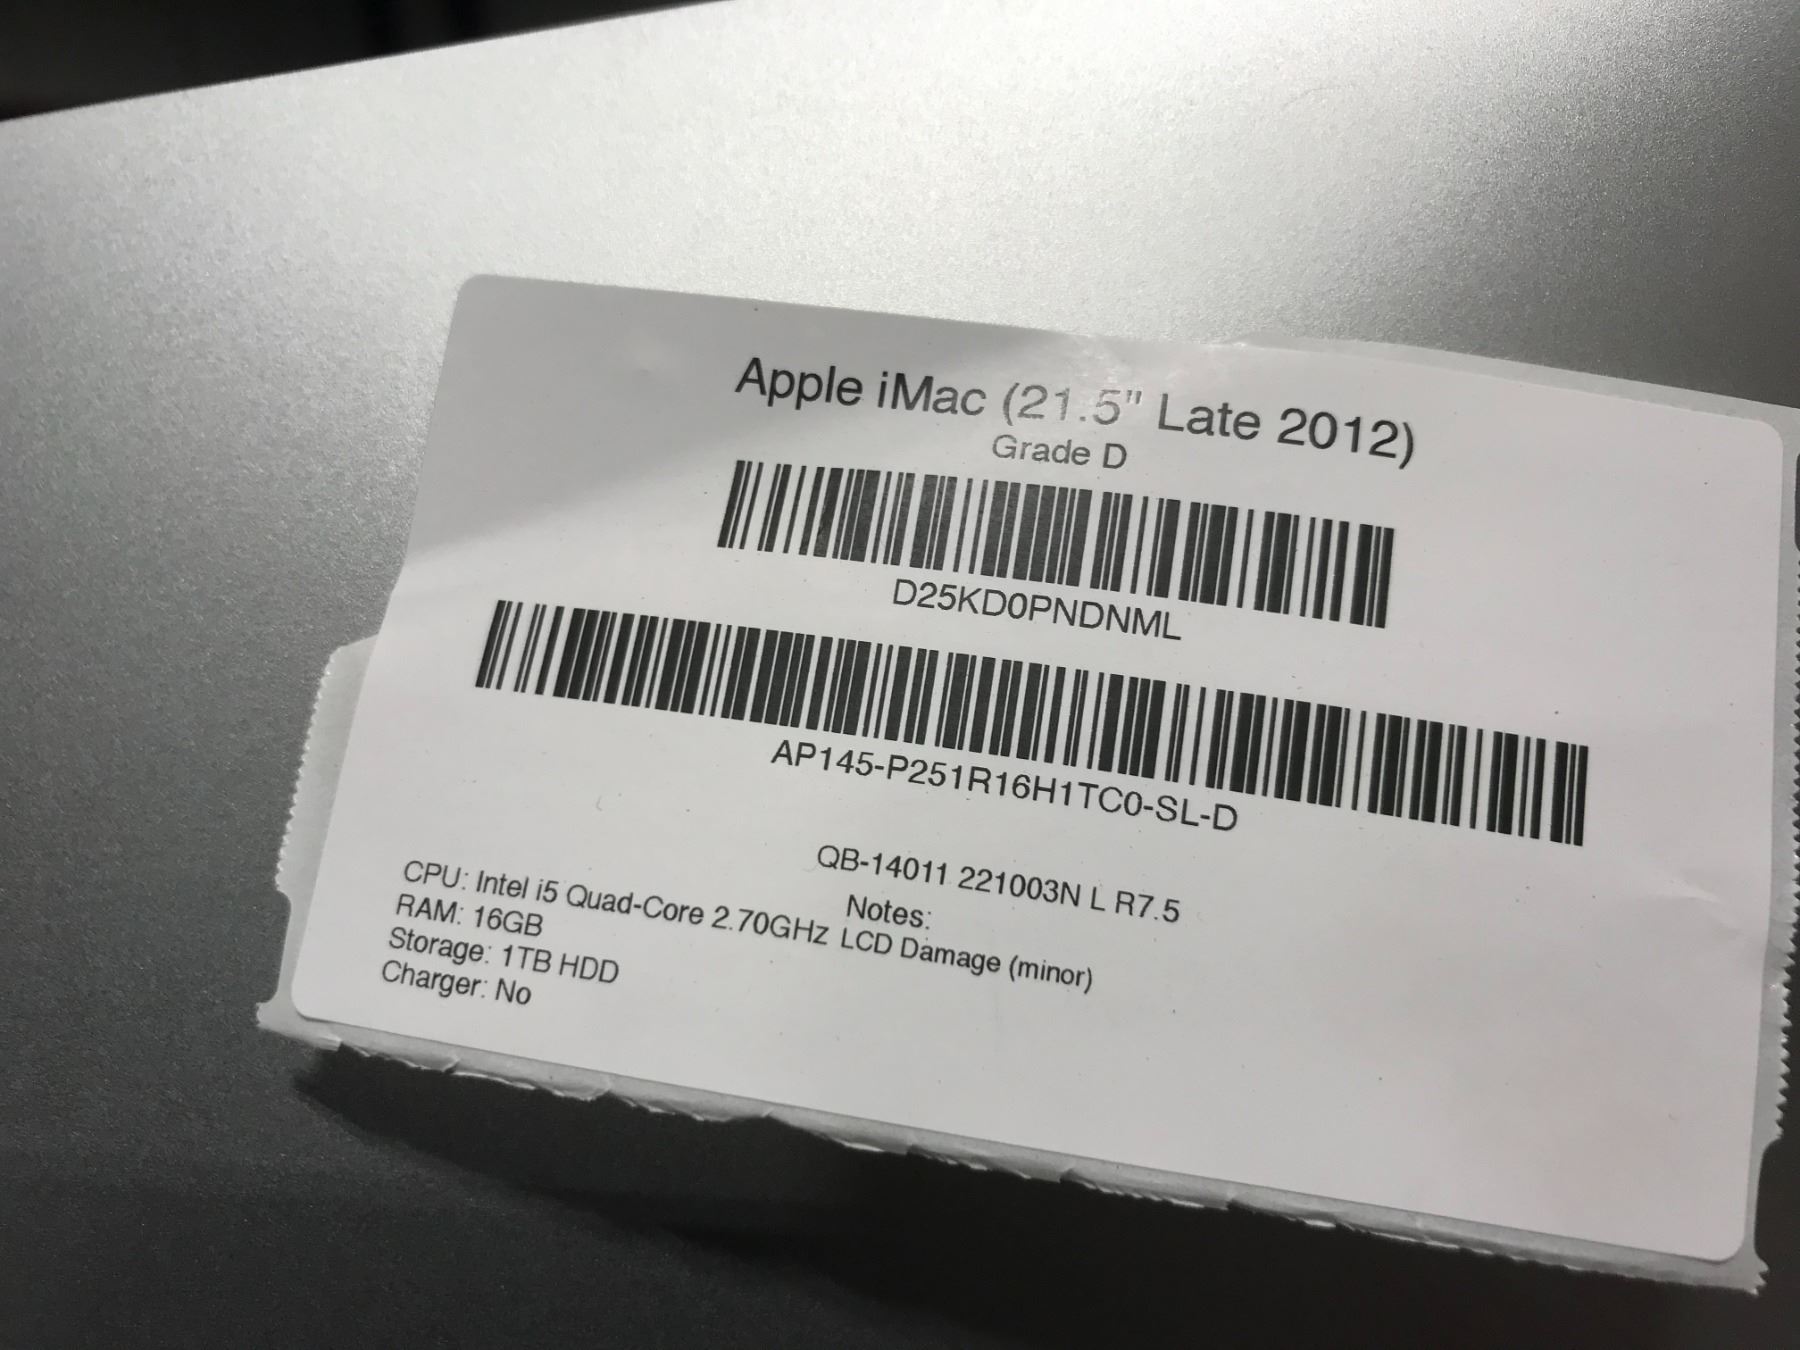 Apple iMac (21.5" Late 2012)
Grade D
D25KD0PNDNML
AP145-P251R16H1TC0-SL-D
QB-14011 221003N L R7.5
Notes:
LCD Damage (minor)
CPU: Intel i5 Quad-Core 2.70GHz
RAM: 16GB
Storage: 1TB HDD
Charger: No